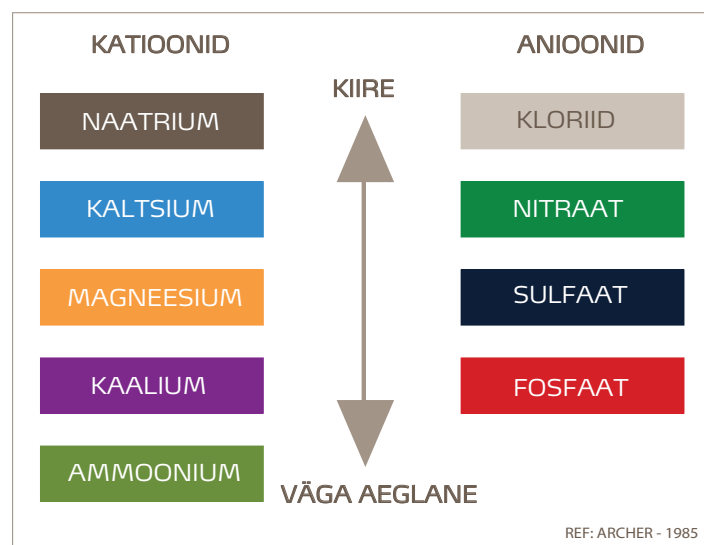 KATIOONID
NAATRIUM
KALTSIUM
MAGNEESIUM
KAALIUM
AMMOONIUM
KIIRE
VÄGA AEGLANE
ANIOONID
KLORIID
NITRAAT
SULFAAT
FOSFAAT
REF: ARCHER - 1985